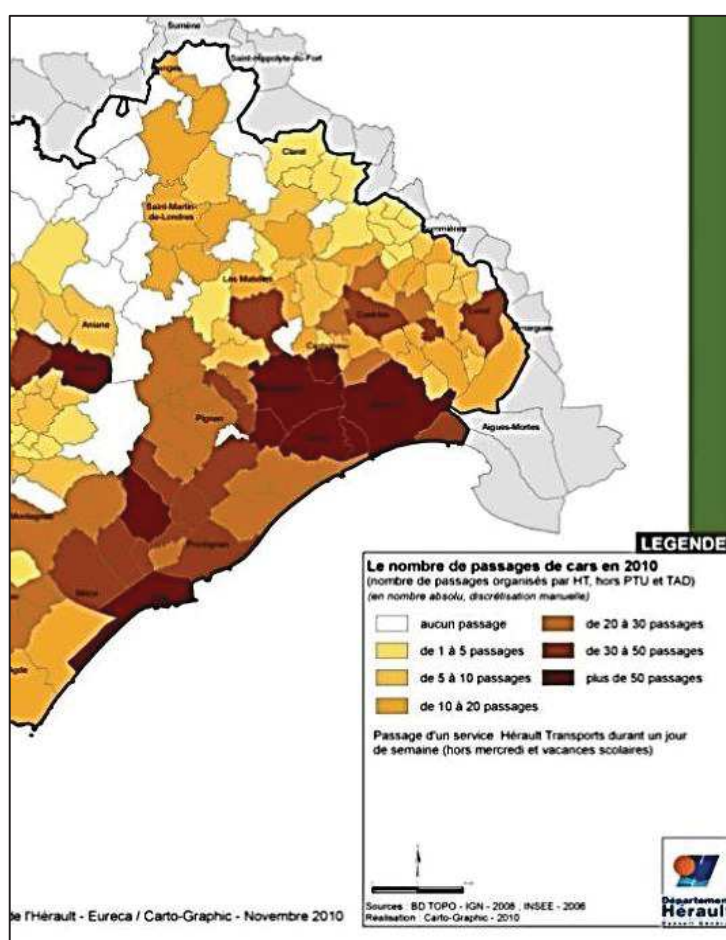 Sumène
Saint-Hippolyte-du-Fort
Ganges
Claret
Saint-Martin-
de-Londres
Sommières
Les Matelles
Aniane
Castries
Lunel
Pignan
Aigues-Mortes
Frontignan
Mèze
LEGENDE
Le nombre de passages de cars en 2010
(nombre de passages organisés par HT, hors PTU et TAD)
(en nombre absolu, discrétisation manuelle)
aucun passage
de 20 à 30 passages
de 1 à 5 passages
de 30 à 50 passages
de 5 à 10 passages
plus de 50 passages
de 10 à 20 passages
Passage d'un service Hérault Transports durant un jour
de semaine (hors mercredi et vacances scolaires)
Sources : BD TOPO - IGN - 2008 , INSEE - 2006
Réalisation : Carto-Graphic - 2010
Département
Hérault
de l'Hérault - Eureca / Carto-Graphic - Novembre 2010